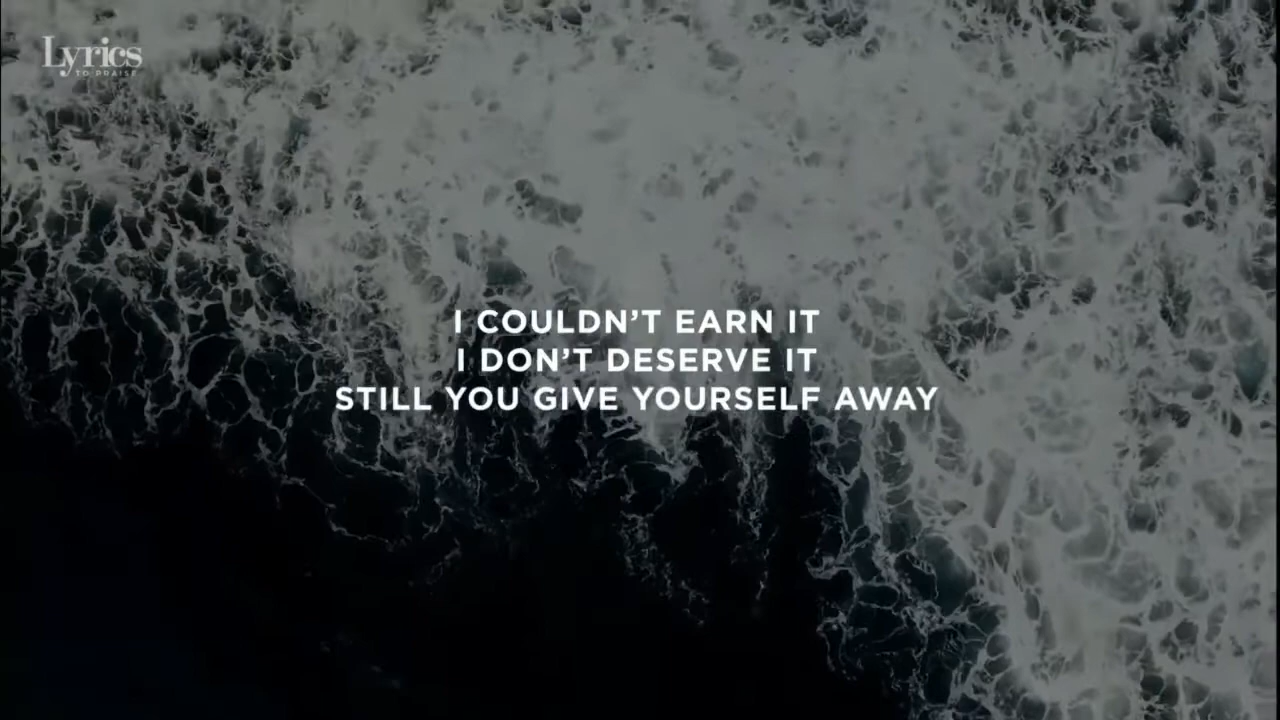 Lyrics
TO PRAISE
I COULDN’T EARN IT
I DON’T DESERVE IT
STILL YOU GIVE YOURSELF AWAY